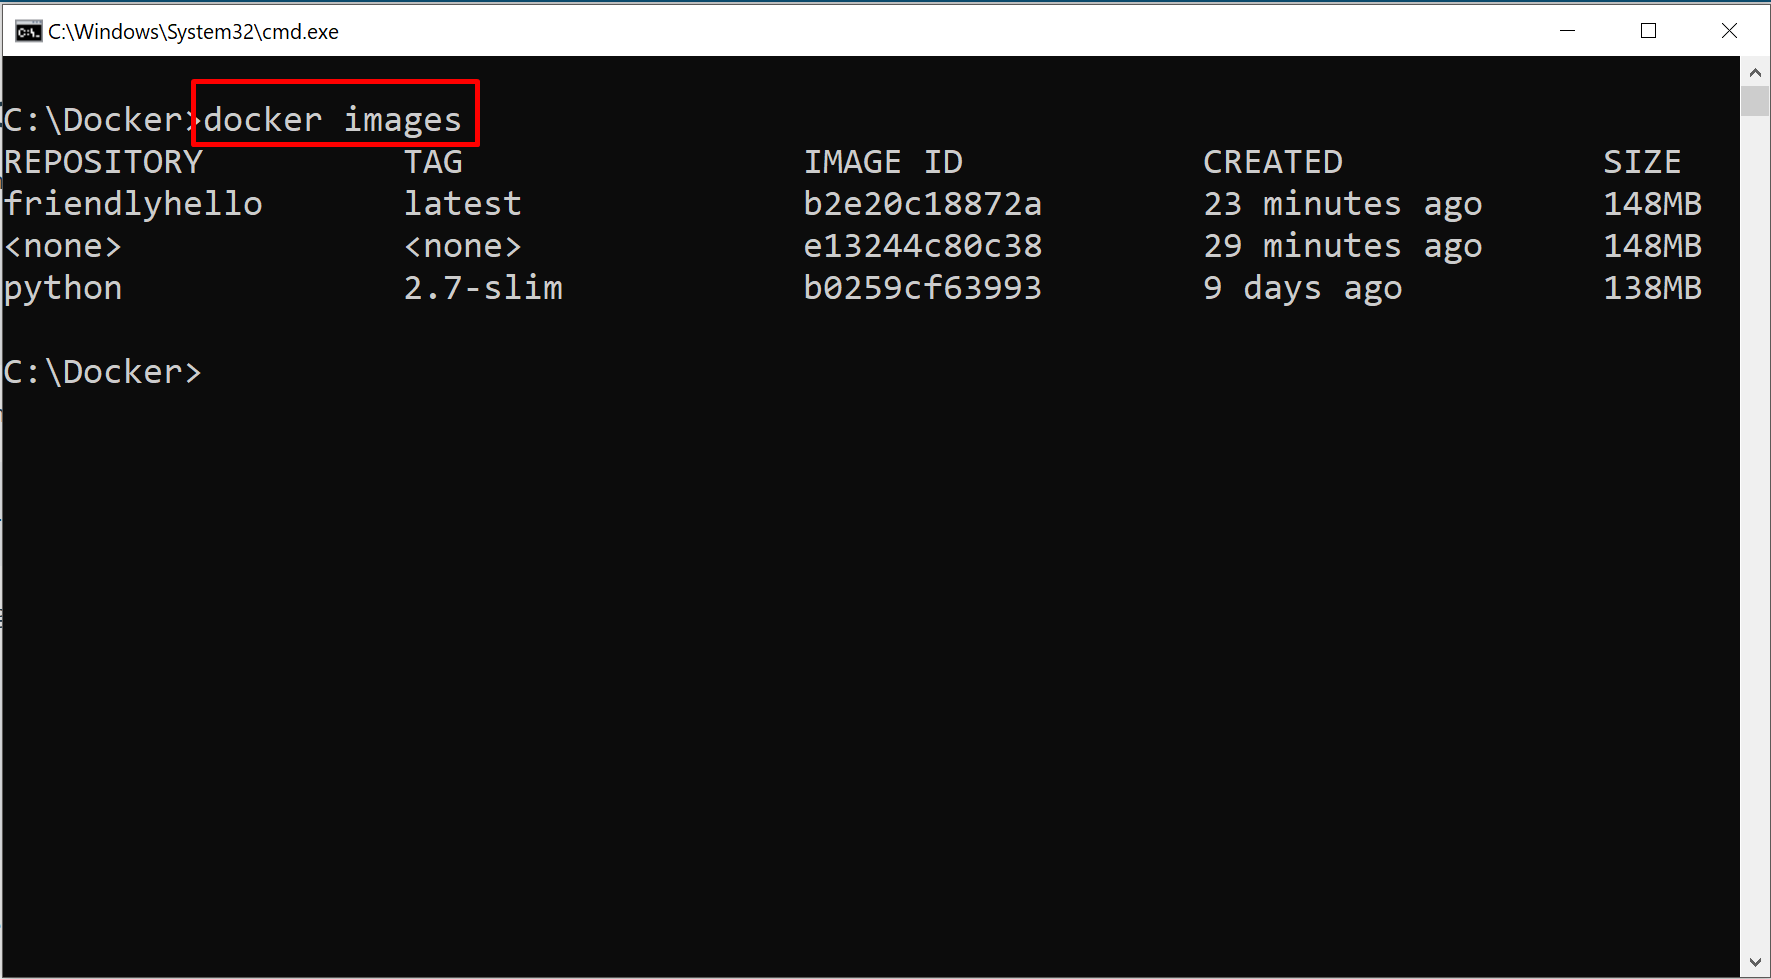 C:\Windows\System32\cmd.exe
C:\Docker>docker images
REPOSITORY TAG IMAGE ID CREATED SIZE
friendlyhello latest b2e20c18872a 23 minutes ago 148MB
<none> <none> e13244c80c38 29 minutes ago 148MB
python 2.7-slim b0259cf63993 9 days ago 138MB
C:\Docker>